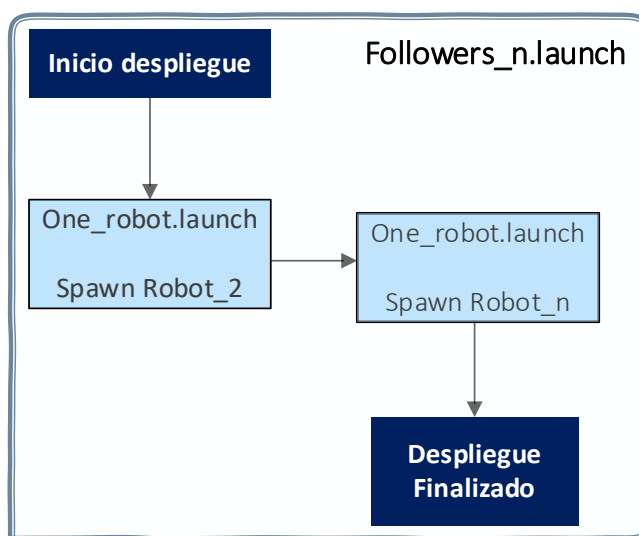 Inicio despliegue
Followers_n.launch
One_robot.launch
Spawn Robot_2
One_robot.launch
Spawn Robot_n
Despliegue
Finalizado